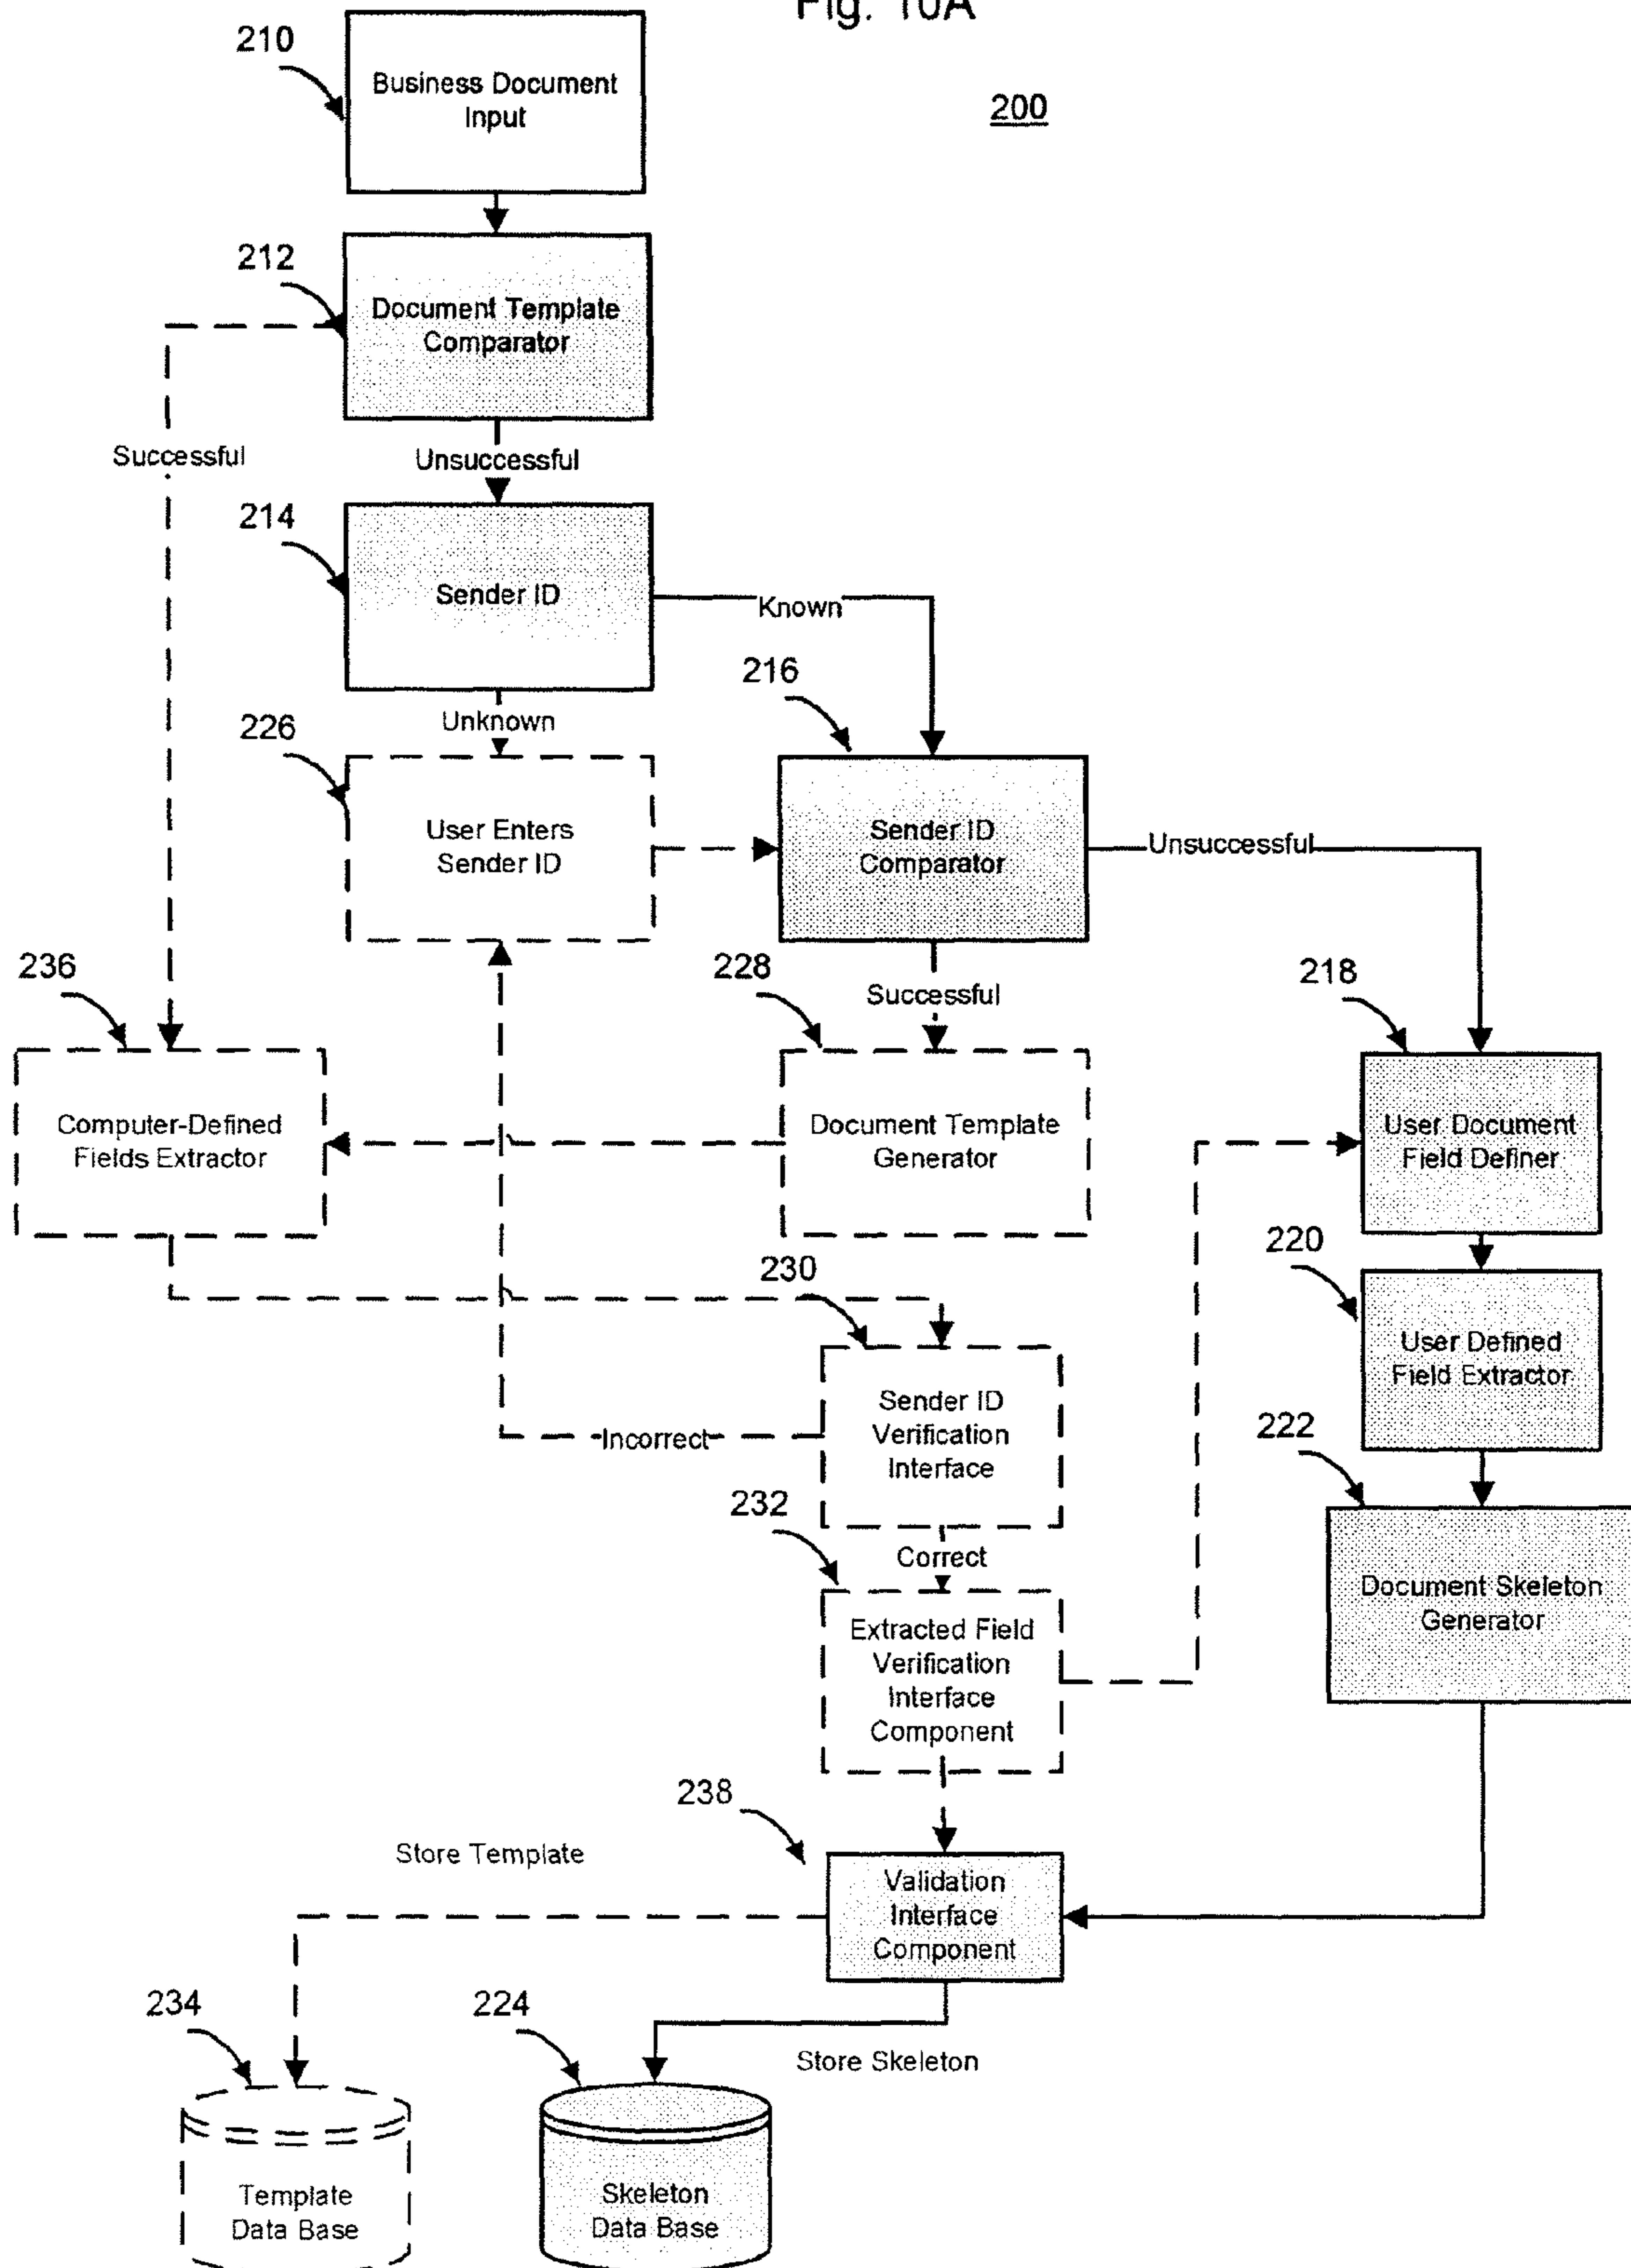 Fig. 10A
200
210
Business Document
Input
212
Document Template
Comparator
Successful
Unsuccessful
214
Sender ID
Known
216
Unknown
226
User Enters
Sender ID
Sender ID
Comparator
Unsuccessful
236
228
Successful
218
Computer-Defined
Fields Extractor
Document Template
Generator
User Document
Field Definer
220
230
User Defined
Field Extractor
Sender ID
Verification
Interface
Incorrect
222
232
Correct
Document Skeleton
Generator
Extracted Field
Verification
Interface
Component
238
Store Template
Validation
Interface
Component
234
224
Store Skeleton
Template
Data Base
Skeleton
Data Base